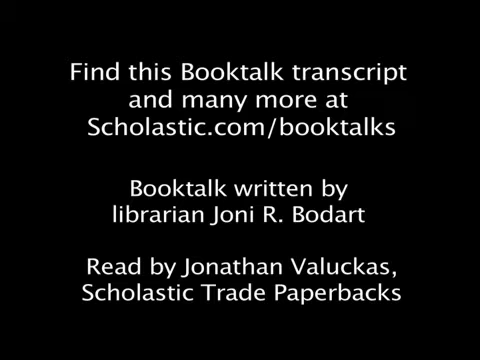 Find this Booktalk transcript
and many more at
Scholastic.com/booktalks
Booktalk written by
librarian Joni R. Bodart
Read by Jonathan Valuckas,
Scholastic Trade Paperbacks